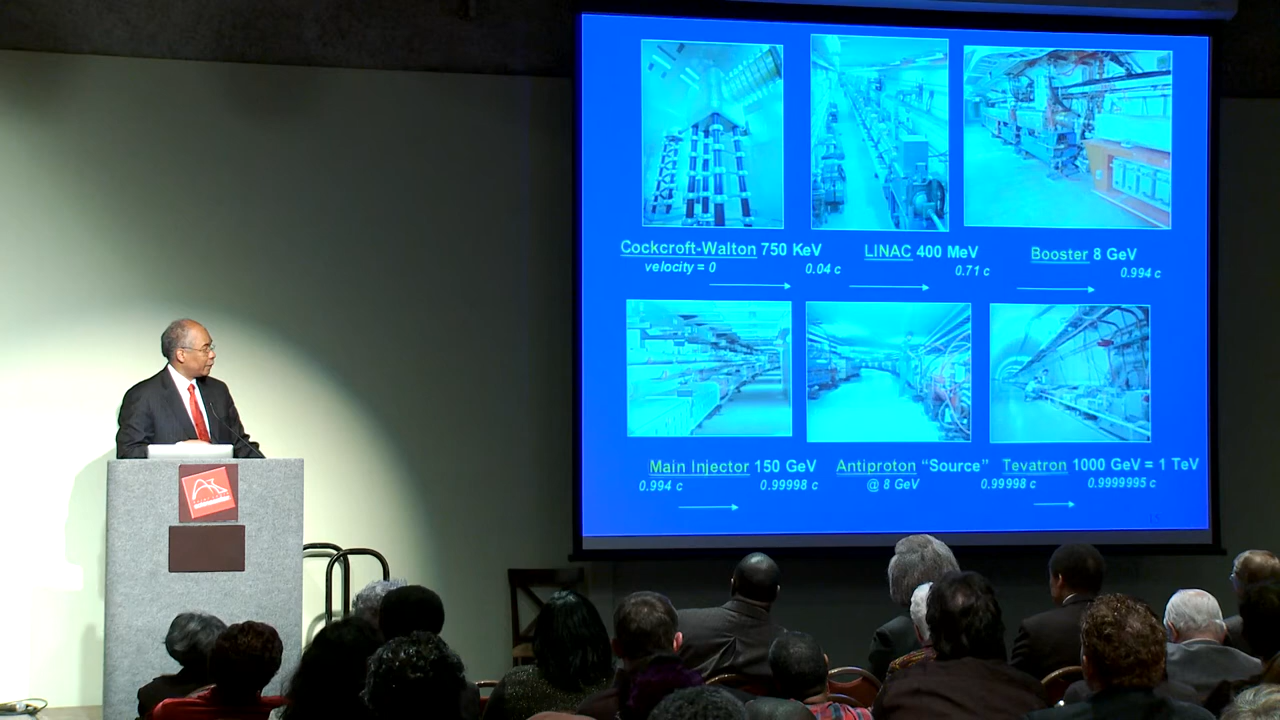 Cockcroft-Walton 750 KeV
velocity = 0 0.04 c
LINAC 400 MeV
0.71 c
Booster 8 GeV
0.994 c
Main Injector 150 GeV
0.994 c 0.99998 c
Antiproton “Source”
@ 8 GeV
Tevatron 1000 GeV = 1 TeV
0.99998 c 0.9999995 c